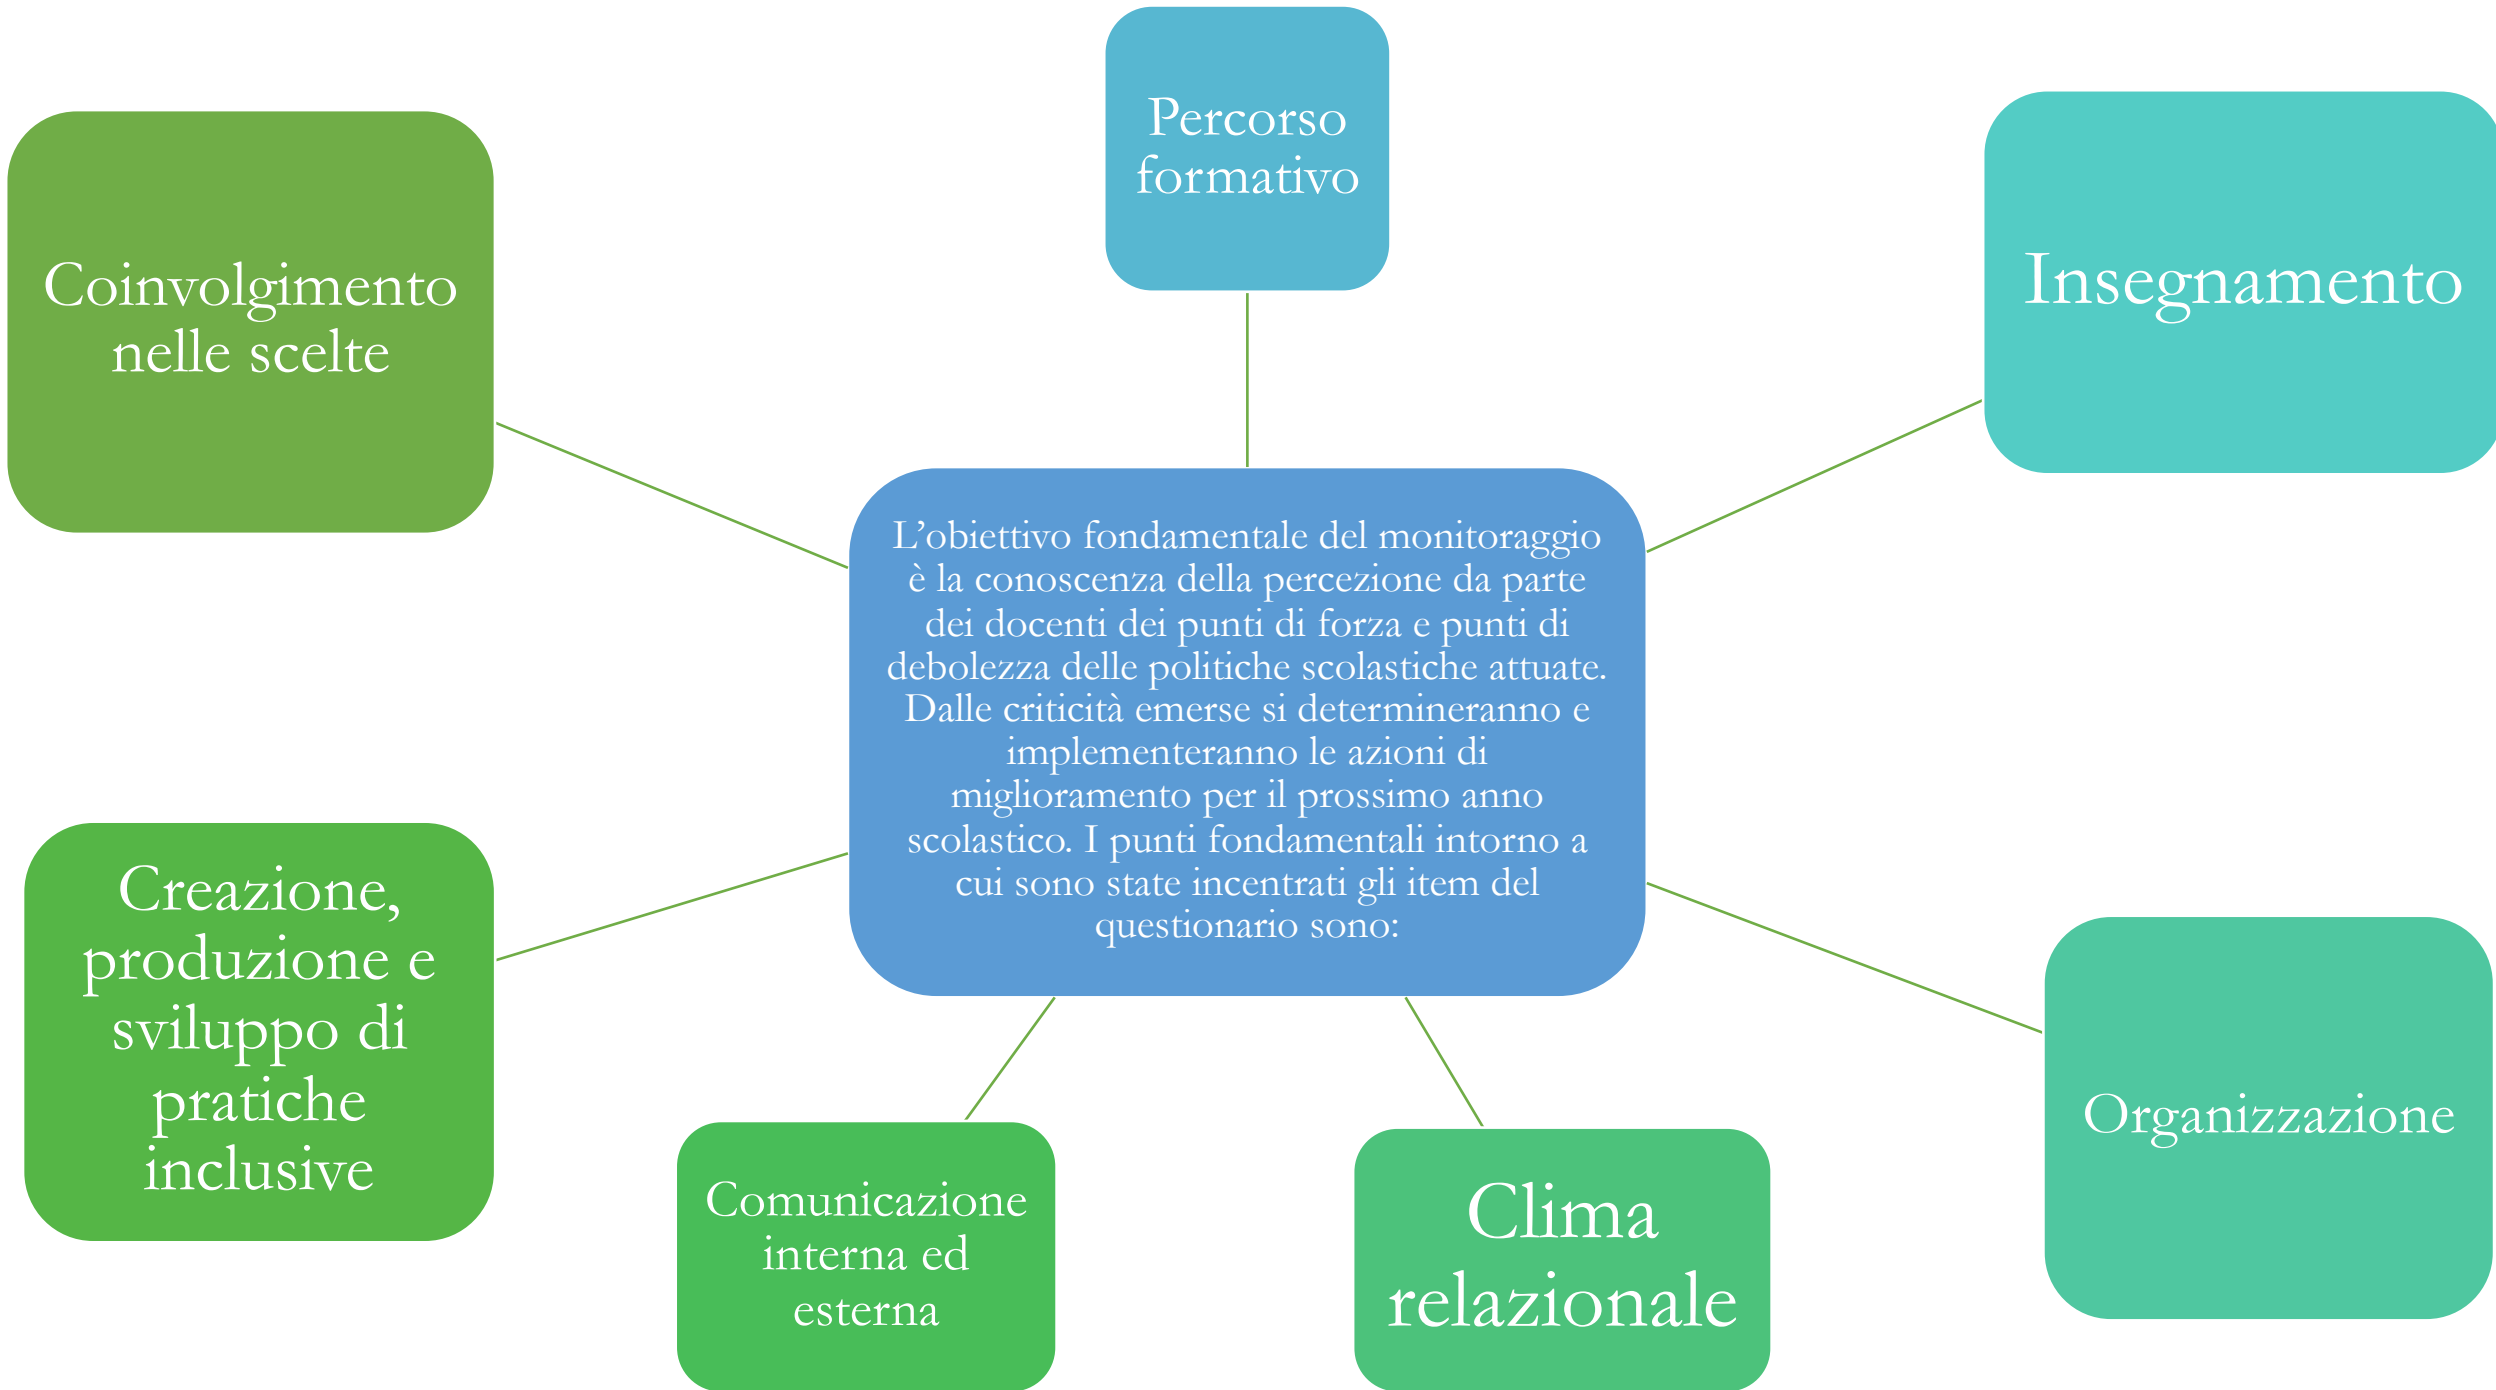 Percorso
formativo
Insegnamento
Coinvolgimento
nelle scelte
L’obiettivo fondamentale del monitoraggio
è la conoscenza della percezione da parte
dei docenti dei punti di forza e punti di
debolezza delle politiche scolastiche attuate.
Dalle criticità emerse si determineranno e
implementeranno le azioni di
miglioramento per il prossimo anno
scolastico. I punti fondamentali intorno a
cui sono state incentrati gli item del
questionario sono:
Organizzazione
Clima
relazionale
Comunicazione
interna ed
esterna
Creazione,
produzione e
sviluppo di
pratiche
inclusive